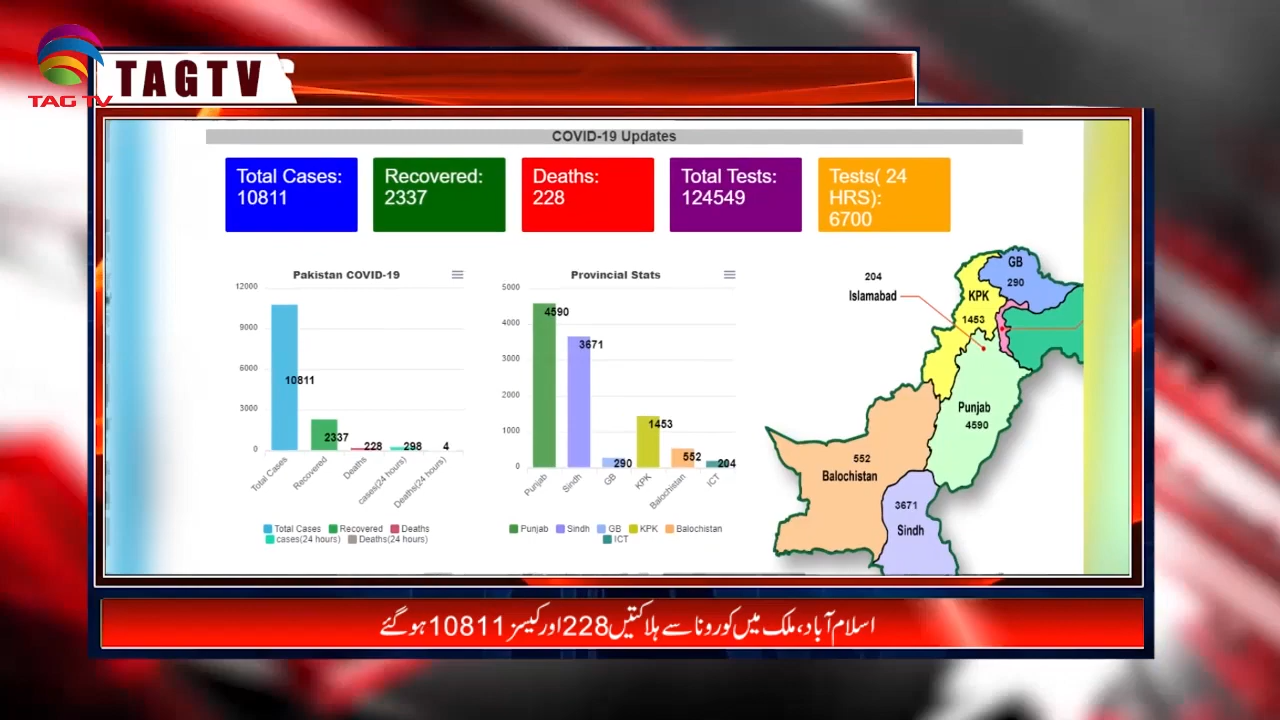 TAG TV
TAGTV
COVID-19 Updates
Total Cases:
10811
Recovered:
2337
Deaths:
228
Total Tests:
124549
Tests( 24
HRS):
6700
Pakistan COVID-19
12000
9000
6000
3000
0
10811
2337
228
298
4
Total Cases
Recovered
Deaths
cases(24 hours)
Deaths(24 hours)
Total Cases Recovered Deaths
cases(24 hours) Deaths(24 hours)
Provincial Stats
5000
4000
3000
2000
1000
0
4590
3671
290
1453
552
204
Punjab
Sindh
GB
KPK
Balochistan
ICT
Punjab Sindh GB KPK Balochistan
ICT
204
Islamabad
GB
290
KPK
1453
Punjab
4590
552
Balochistan
3671
Sindh
اسلام آباد، ملک میں کورونا سے ہلاکتیں 228 اور کیسز 10811 ہو گئے